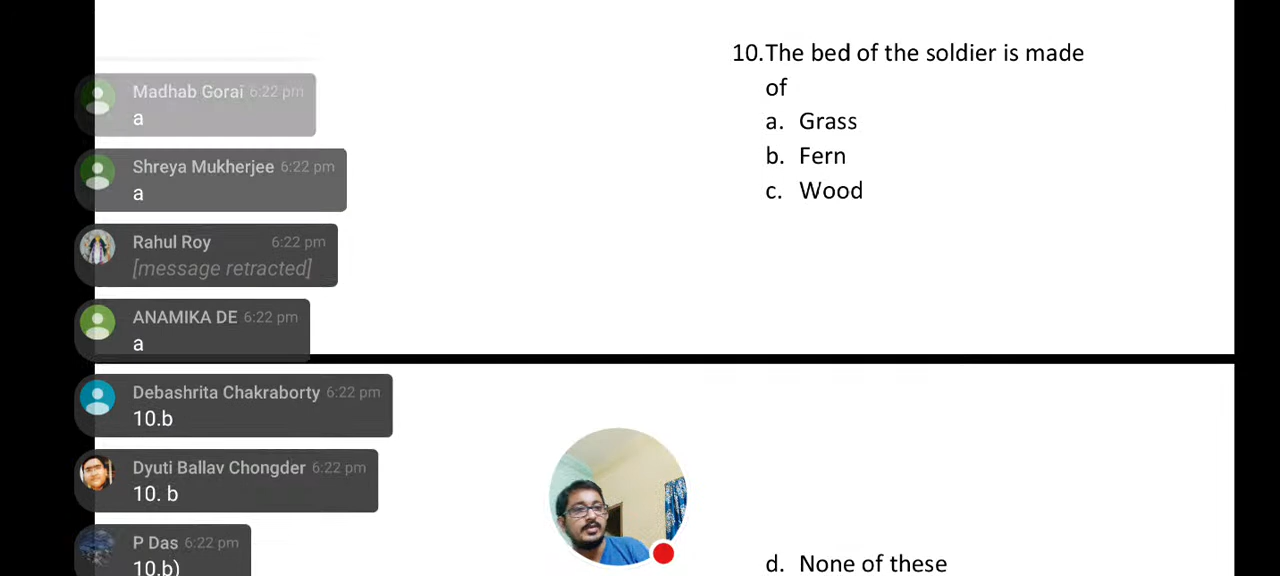 10.The bed of the soldier is made
of
a. Grass
b. Fern
c. Wood
d. None of these
Madhab Gorai 6:22 pm
a
Shreya Mukherjee 6:22 pm
a
Rahul Roy 6:22 pm
[message retracted]
ANAMIKA DE 6:22 pm
a
Debashrita Chakraborty 6:22 pm
10.b
Dyuti Ballav Chongder 6:22 pm
10. b
P Das 6:22 pm
10.b)